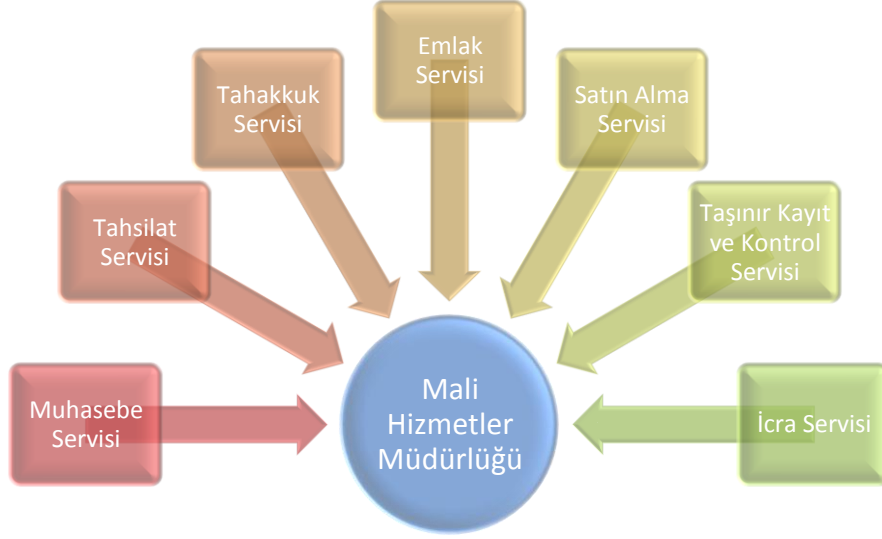 Emlak
Servisi
Tahakkuk
Servisi
Satın Alma
Servisi
Tahsilat
Servisi
Taşınır Kayıt
ve Kontrol
Servisi
Muhasebe
Servisi
Mali
Hizmetler
Müdürlüğü
İcra Servisi